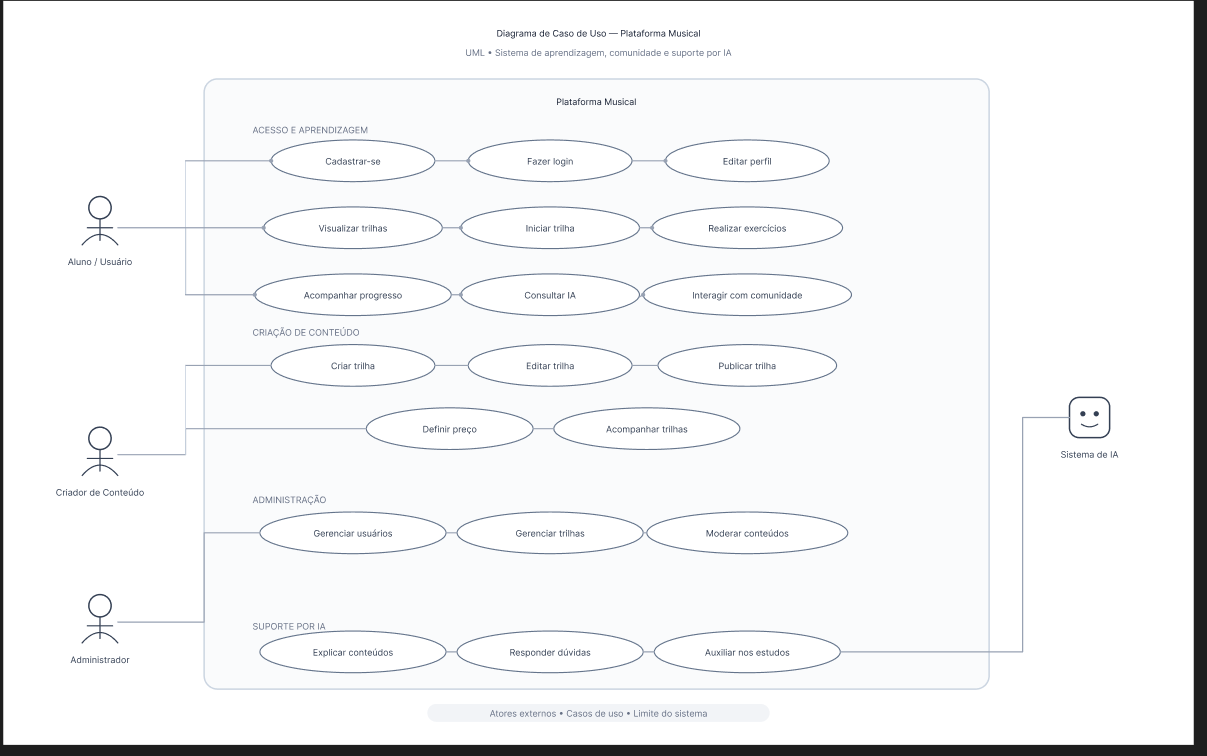 Diagrama de Caso de Uso — Plataforma Musical
UML • Sistema de aprendizagem, comunidade e suporte por IA
Plataforma Musical
ACESSO E APRENDIZAGEM
Cadastrar-se
Fazer login
Editar perfil
Visualizar trilhas
Iniciar trilha
Realizar exercícios
Aluno / Usuário
Acompanhar progresso
Consultar IA
Interagir com comunidade
CRIAÇÃO DE CONTEÚDO
Criar trilha
Editar trilha
Publicar trilha
Definir preço
Acompanhar trilhas
Sistema de IA
Criador de Conteúdo
ADMINISTRAÇÃO
Gerenciar usuários
Gerenciar trilhas
Moderar conteúdos
SUPORTE POR IA
Explicar conteúdos
Responder dúvidas
Auxiliar nos estudos
Administrador
Atores externos • Casos de uso • Limite do sistema